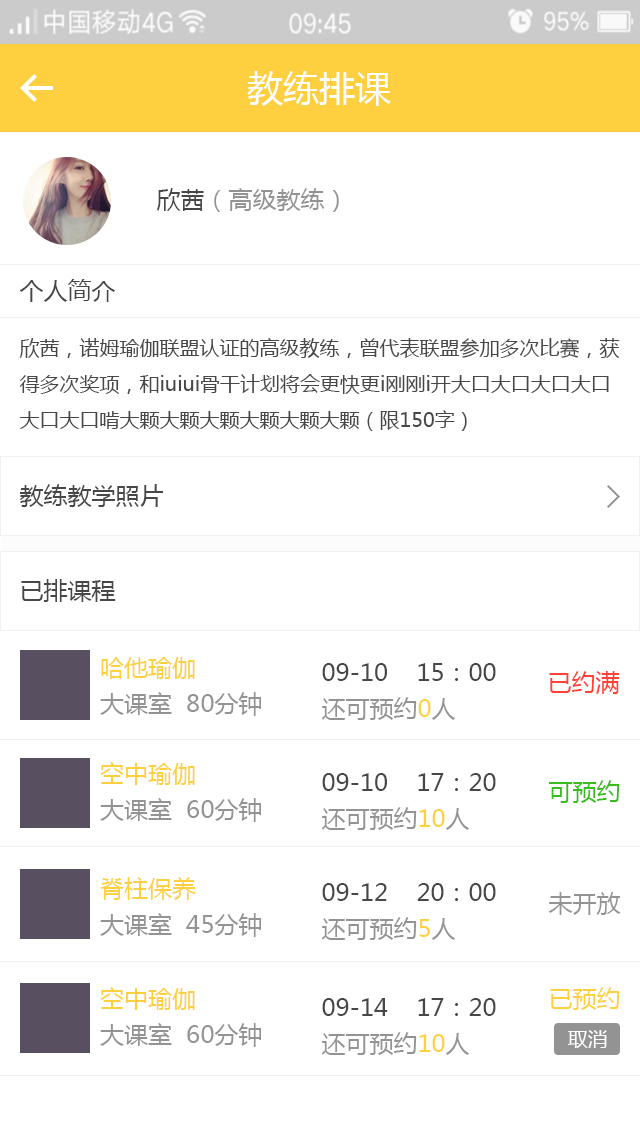 中国移动4G 09:45 95%
教练排课
欣茜（高级教练）
个人简介
欣茜，诺姆瑜伽联盟认证的高级教练，曾代表联盟参加多次比赛，获
得多次奖项，和iuiui骨干计划将会更快更i刚刚i开大口大口大口大口
大口大口啃大颗大颗大颗大颗大颗大颗（限150字）
教练教学照片
已排课程
哈他瑜伽 09-10 15：00 已约满
大课室 80分钟 还可预约0人
空中瑜伽 09-10 17：20 可预约
大课室 60分钟 还可预约10人
脊柱保养 09-12 20：00 未开放
大课室 45分钟 还可预约5人
空中瑜伽 09-14 17：20 已预约
大课室 60分钟 还可预约10人 取消